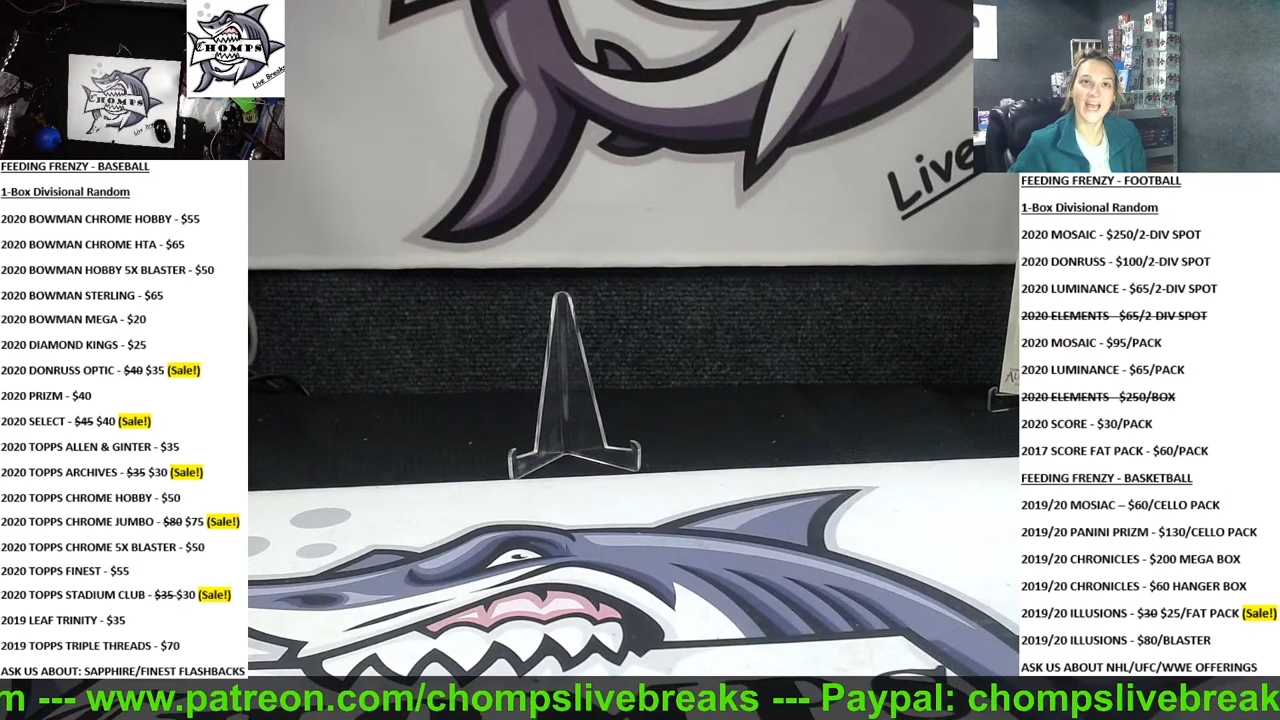 CHOMPS
CHOMPS
Live Breaks
Live
FEEDING FRENZY - BASEBALL
1-Box Divisional Random
2020 BOWMAN CHROME HOBBY - $55
2020 BOWMAN CHROME HTA - $65
2020 BOWMAN HOBBY 5X BLASTER - $50
2020 BOWMAN STERLING - $65
2020 BOWMAN MEGA - $20
2020 DIAMOND KINGS - $25
2020 DONRUSS OPTIC - $40 $35 (Sale!)
2020 PRIZM - $40
2020 SELECT - $45 $40 (Sale!)
2020 TOPPS ALLEN & GINTER - $35
2020 TOPPS ARCHIVES - $35 $30 (Sale!)
2020 TOPPS CHROME HOBBY - $50
2020 TOPPS CHROME JUMBO - $80 $75 (Sale!)
2020 TOPPS CHROME 5X BLASTER - $50
2020 TOPPS FINEST - $55
2020 TOPPS STADIUM CLUB - $35 $30 (Sale!)
2019 LEAF TRINITY - $35
2019 TOPPS TRIPLE THREADS - $70
ASK US ABOUT: SAPPHIRE/FINEST FLASHBACKS
FEEDING FRENZY - FOOTBALL
1-Box Divisional Random
2020 MOSAIC - $250/2-DIV SPOT
2020 DONRUSS - $100/2-DIV SPOT
2020 LUMINANCE - $65/2-DIV SPOT
2020 ELEMENTS - $65/2-DIV SPOT
2020 MOSAIC - $95/PACK
2020 LUMINANCE - $65/PACK
2020 ELEMENTS - $250/BOX
2020 SCORE - $30/PACK
2017 SCORE FAT PACK - $60/PACK
FEEDING FRENZY - BASKETBALL
2019/20 MOSIAC – $60/CELLO PACK
2019/20 PANINI PRIZM - $130/CELLO PACK
2019/20 CHRONICLES - $200 MEGA BOX
2019/20 CHRONICLES - $60 HANGER BOX
2019/20 ILLUSIONS - $30 $25/FAT PACK (Sale!)
2019/20 ILLUSIONS - $80/BLASTER
ASK US ABOUT NHL/UFC/WWE OFFERINGS
m --- www.patreon.com/chompslivebreaks --- Paypal: chompslivebreak